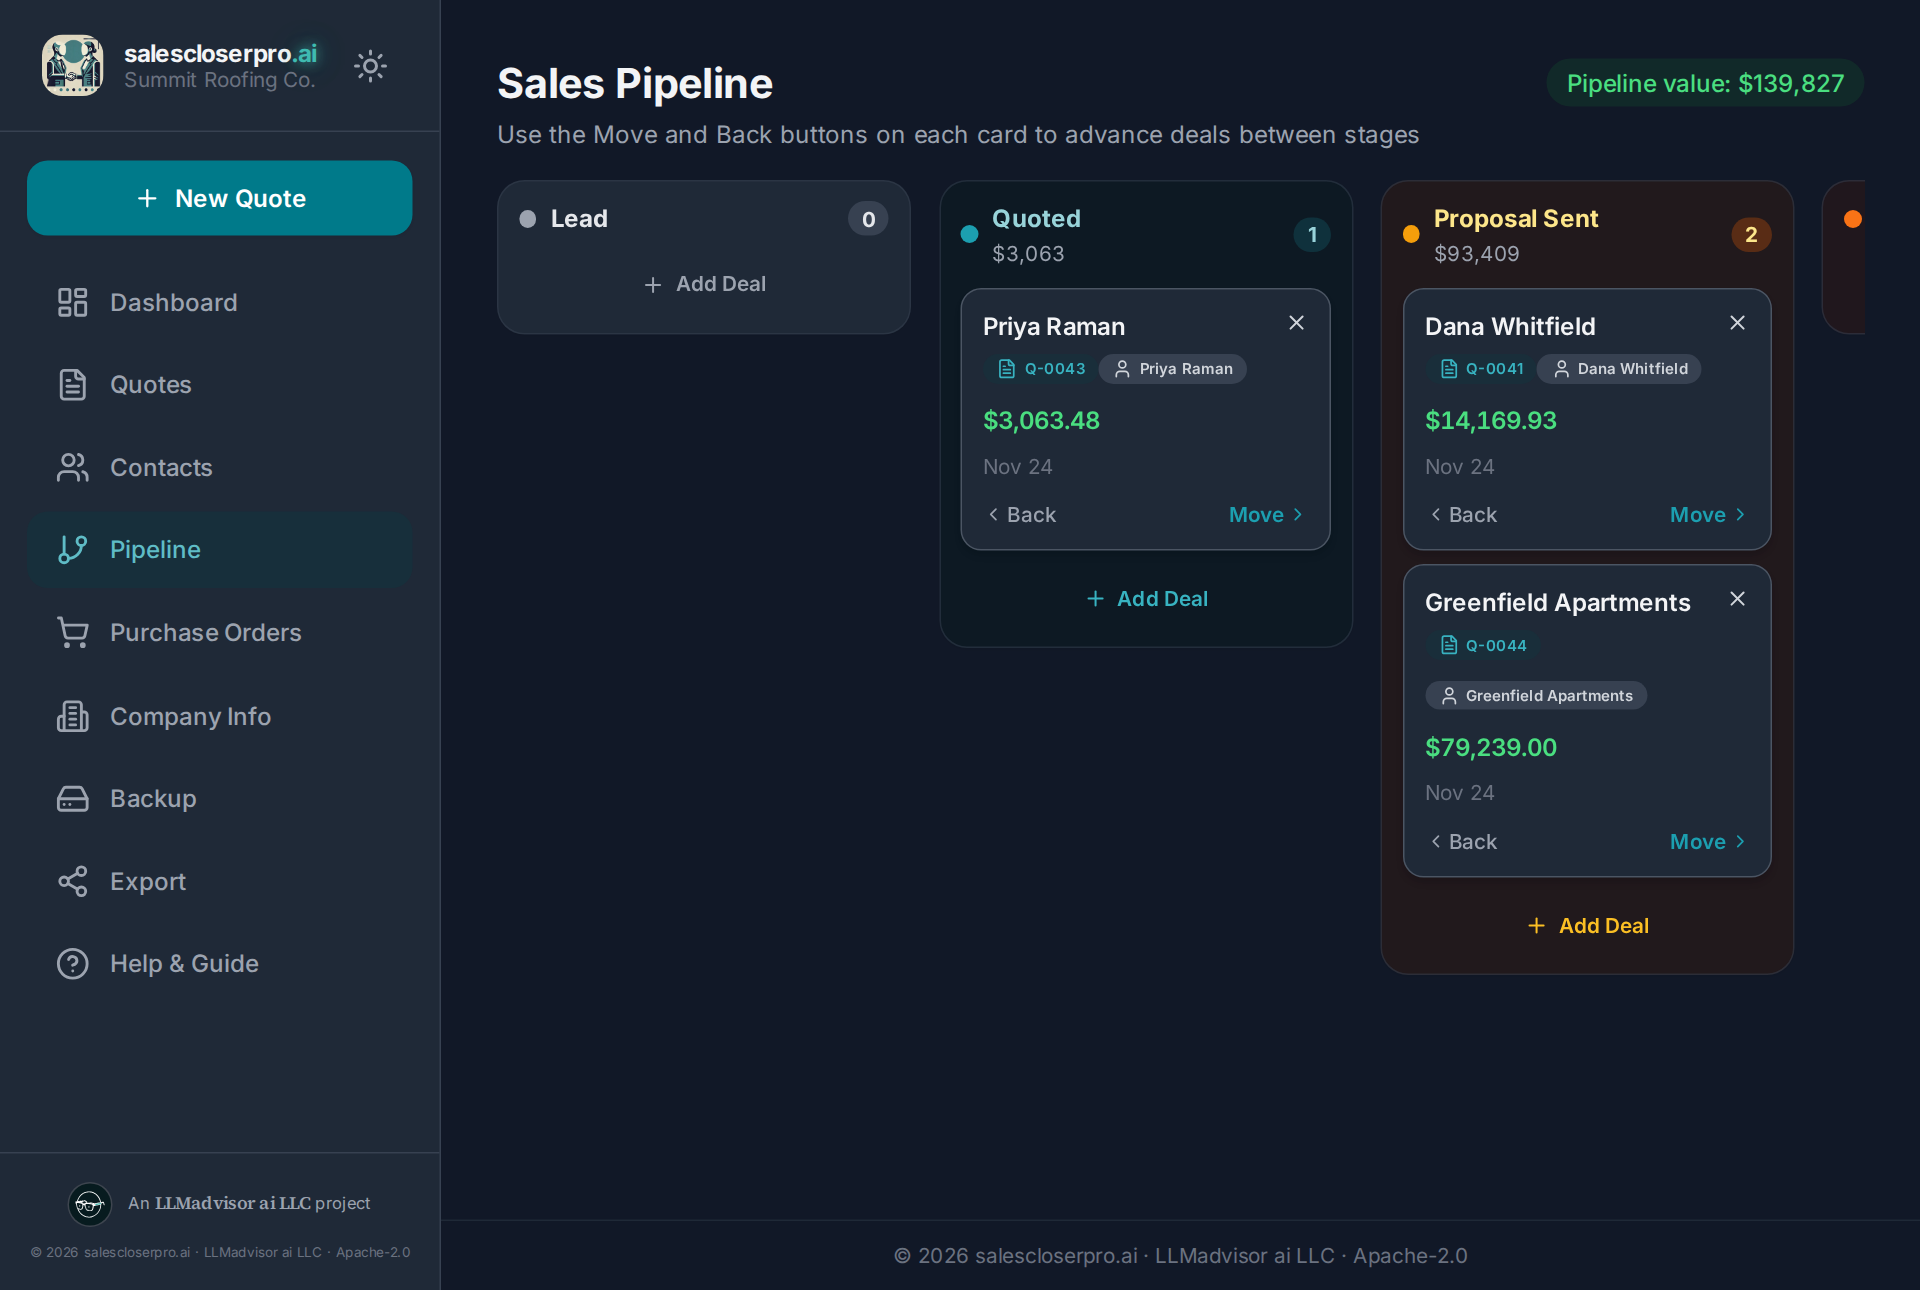 salescloserpro.ai
Summit Roofing Co.
New Quote
Dashboard
Quotes
Contacts
Pipeline
Purchase Orders
Company Info
Backup
Export
Help & Guide
An LLMadvisor ai LLC project
© 2026 salescloserpro.ai · LLMadvisor ai LLC · Apache-2.0
Sales Pipeline
Pipeline value: $139,827
Use the Move and Back buttons on each card to advance deals between stages
Lead
0
Add Deal
Quoted
$3,063
1
Priya Raman
Q-0043
Priya Raman
$3,063.48
Nov 24
Back
Move
Add Deal
Proposal Sent
$93,409
2
Dana Whitfield
Q-0041
Dana Whitfield
$14,169.93
Nov 24
Back
Move
Greenfield Apartments
Q-0044
Greenfield Apartments
$79,239.00
Nov 24
Back
Move
Add Deal
© 2026 salescloserpro.ai · LLMadvisor ai LLC · Apache-2.0